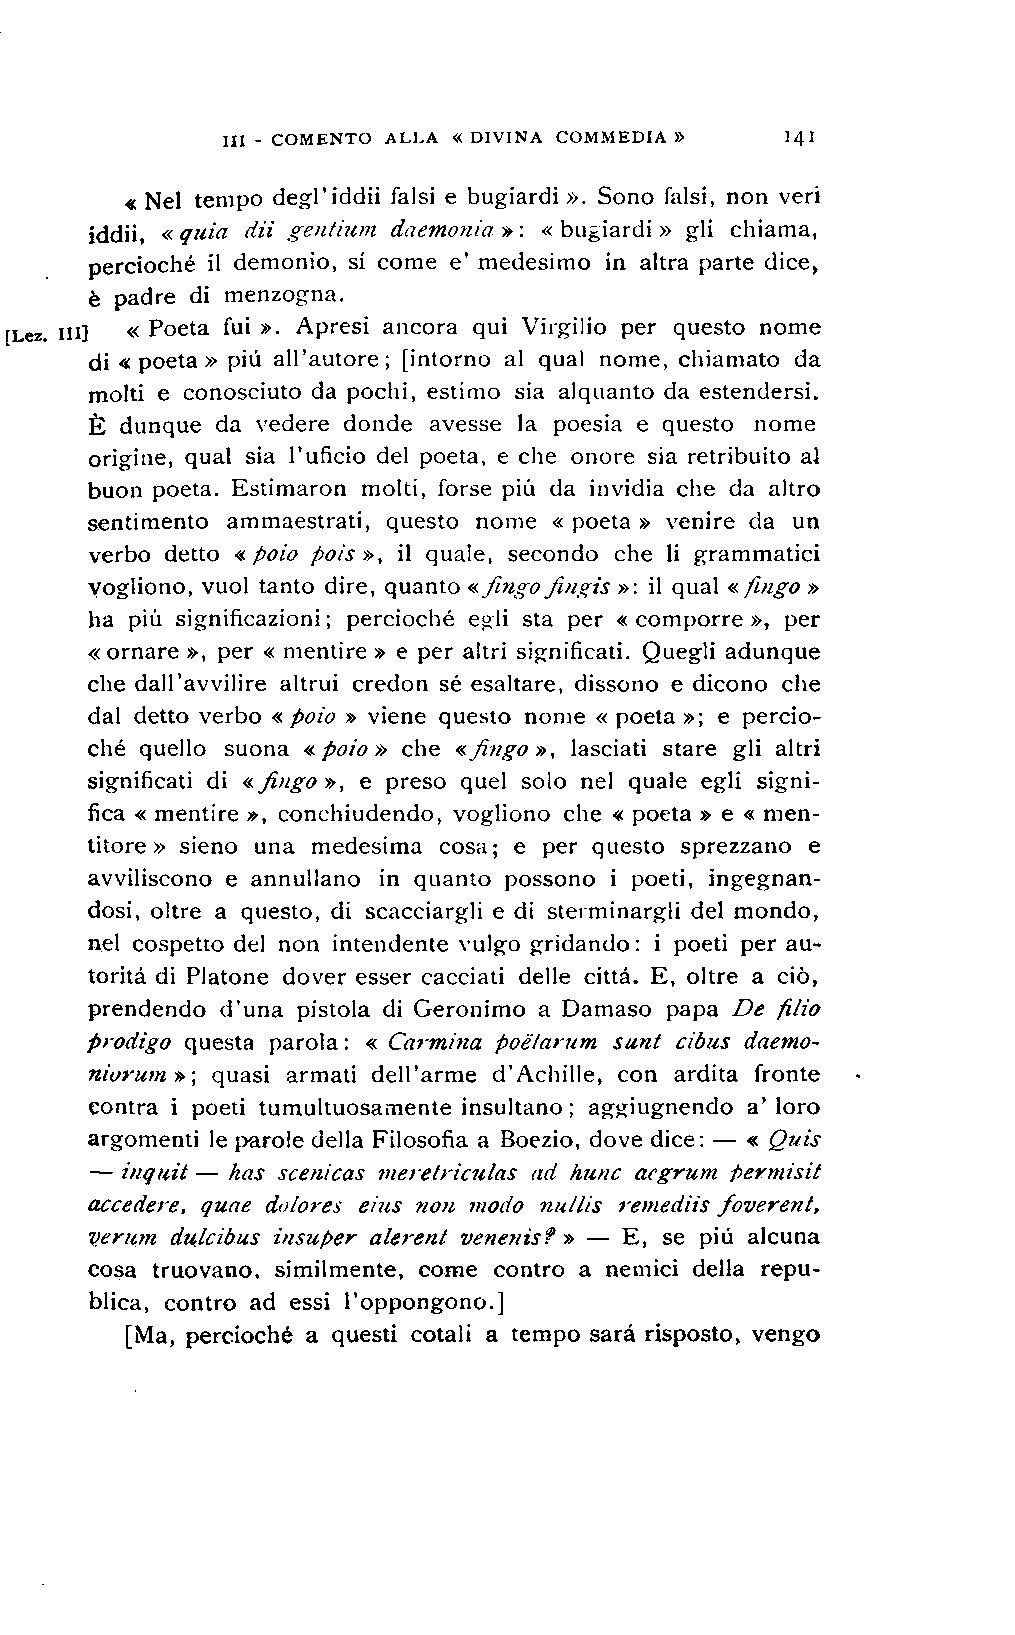 III - COMENTO ALLA « DIVINA COMMEDIA » 141
« Nel tempo degl'iddii falsi e bugiardi ». Sono falsi, non veri
iddii, « quia dii gentium daemonia » : « bugiardi » gli chiama,
percioché il demonio, sí come e' medesimo in altra parte dice,
è padre di menzogna.
[Lez. III] « Poeta fui ». Apresi ancora qui Virgilio per questo nome
di « poeta » piú all'autore; [intorno al qual nome, chiamato da
molti e conosciuto da pochi, estimo sia alquanto da estendersi.
È dunque da vedere donde avesse la poesia e questo nome
origine, qual sia l'uficio del poeta, e che onore sia retribuito al
buon poeta. Estimaron molti, forse piú da invidia che da altro
sentimento ammaestrati, questo nome « poeta » venire da un
verbo detto « poio pois », il quale, secondo che li grammatici
vogliono, vuol tanto dire, quanto « fingo fingis »: il qual « fingo »
ha piú significazioni; percioché egli sta per « comporre », per
« ornare », per « mentire » e per altri significati. Quegli adunque
che dall'avvilire altrui credon sé esaltare, dissono e dicono che
dal detto verbo « poio » viene questo nome « poeta »; e percio-
ché quello suona « poio » che « fingo », lasciati stare gli altri
significati di « fingo », e preso quel solo nel quale egli signi-
fica « mentire », conchiudendo, vogliono che « poeta » e « men-
titore » sieno una medesima cosa; e per questo sprezzano e
avviliscono e annullano in quanto possono i poeti, ingegnan-
dosi, oltre a questo, di scacciargli e di sterminargli del mondo,
nel cospetto del non intendente vulgo gridando: i poeti per au-
toritá di Platone dover esser cacciati delle cittá. E, oltre a ciò,
prendendo d'una pistola di Geronimo a Damaso papa De filio
prodigo questa parola: « Carmina poëtarum sunt cibus daemo-
niorum »; quasi armati dell'arme d'Achille, con ardita fronte
contra i poeti tumultuosamente insultano; aggiugnendo a' loro
argomenti le parole della Filosofia a Boezio, dove dice: — « Quis
— inquit — has scenicas meretriculas ad hunc aegrum permisit
accedere, quae dolores eius non modo nullis remediis foverent,
verum dulcibus insuper alerent venenis? » — E, se piú alcuna
cosa truovano, similmente, come contro a nemici della repu-
blica, contro ad essi l'oppongono.]
[Ma, percioché a questi cotali a tempo sará risposto, vengo